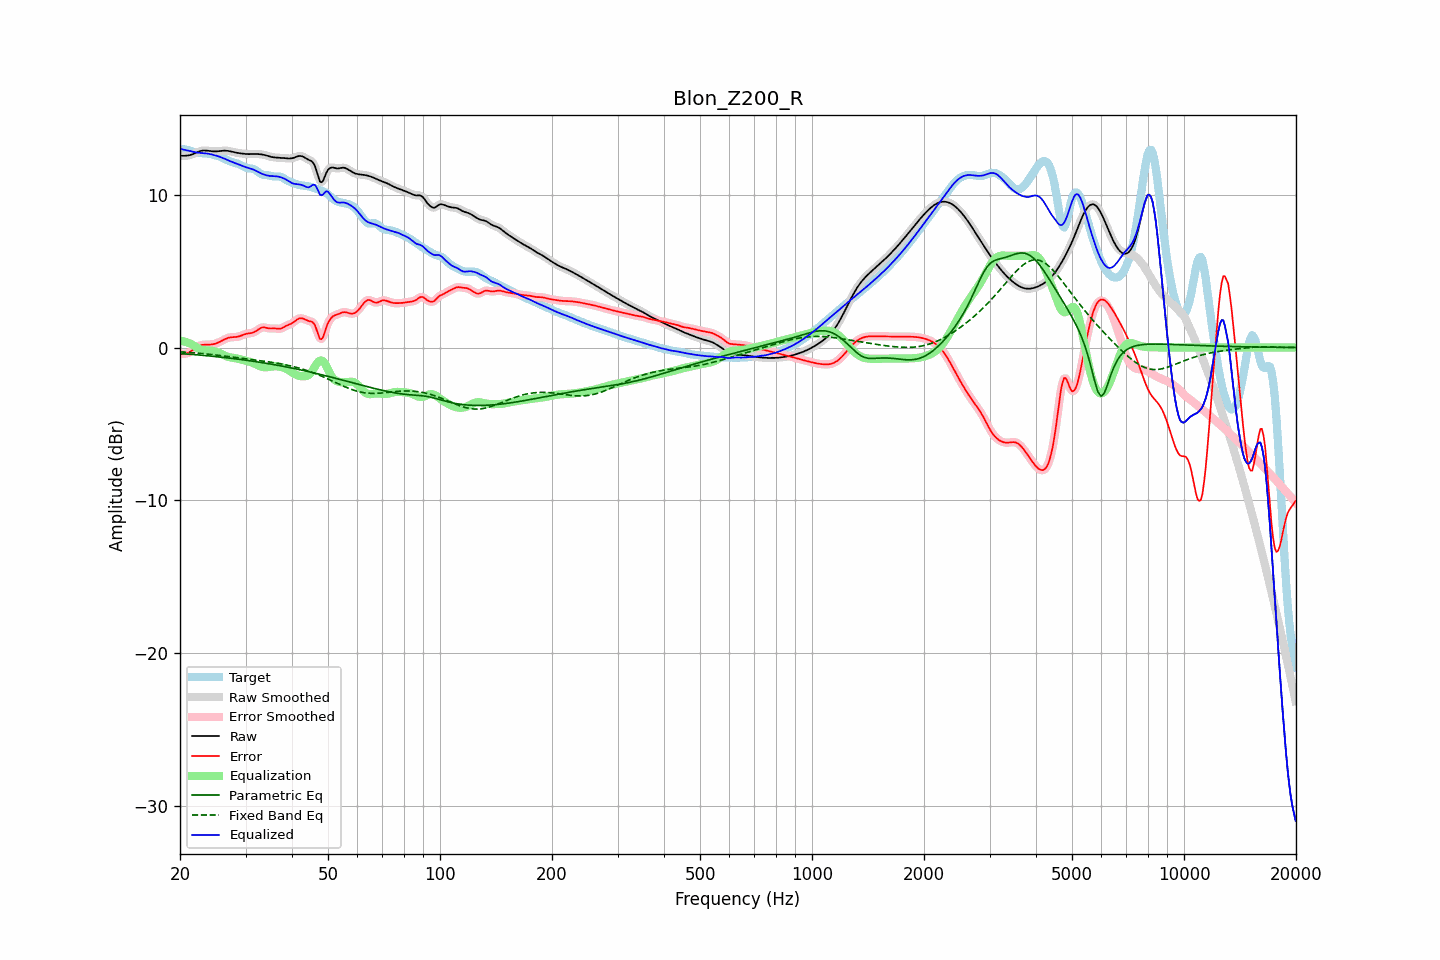 Blon_Z200_R
Amplitude (dBr)
10
0
−10
−20
−30
Target
Raw Smoothed
Error Smoothed
Raw
Error
Equalization
Parametric Eq
Fixed Band Eq
Equalized
20 50 100 200 500 1000 2000 5000 10000 20000
Frequency (Hz)